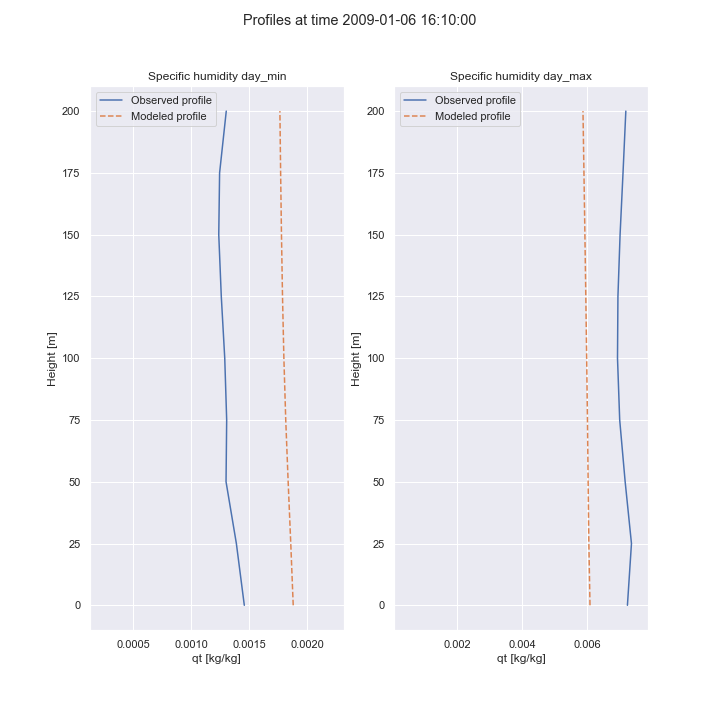 Profiles at time 2009-01-06 16:10:00
Specific humidity day_min
Observed profile
Modeled profile
200
175
150
125
100
75
50
25
0
Height [m]
0.0005
0.0010
0.0015
0.0020
qt [kg/kg]
Specific humidity day_max
Observed profile
Modeled profile
200
175
150
125
100
75
50
25
0
Height [m]
0.002
0.004
0.006
qt [kg/kg]